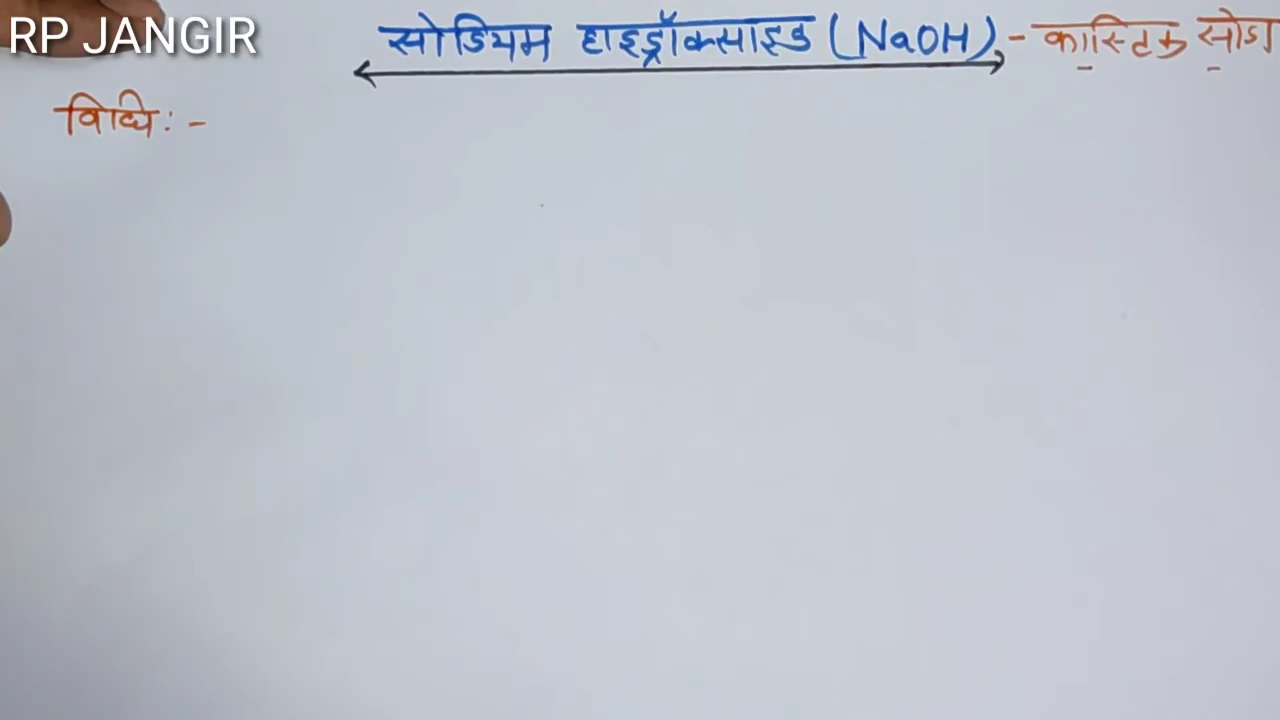 RP JANGIR
सोडियम हाइड्रॉक्साइड (NaOH) - कास्टिक सोडा
विधि : -